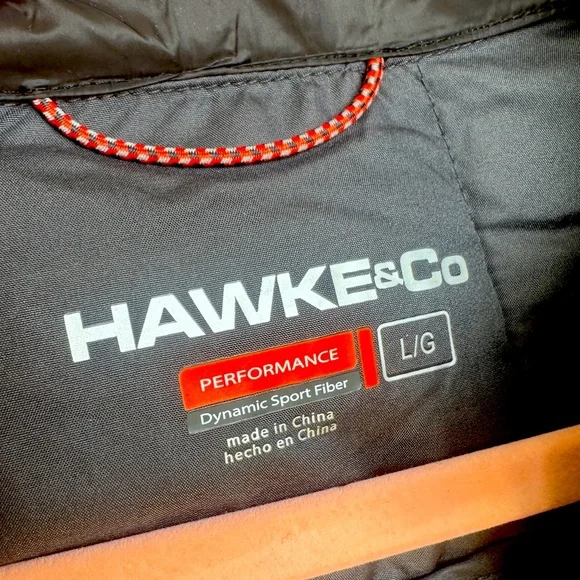 HAWKE&Co
PERFORMANCE
L/G
Dynamic Sport Fiber
made in China
hecho en China